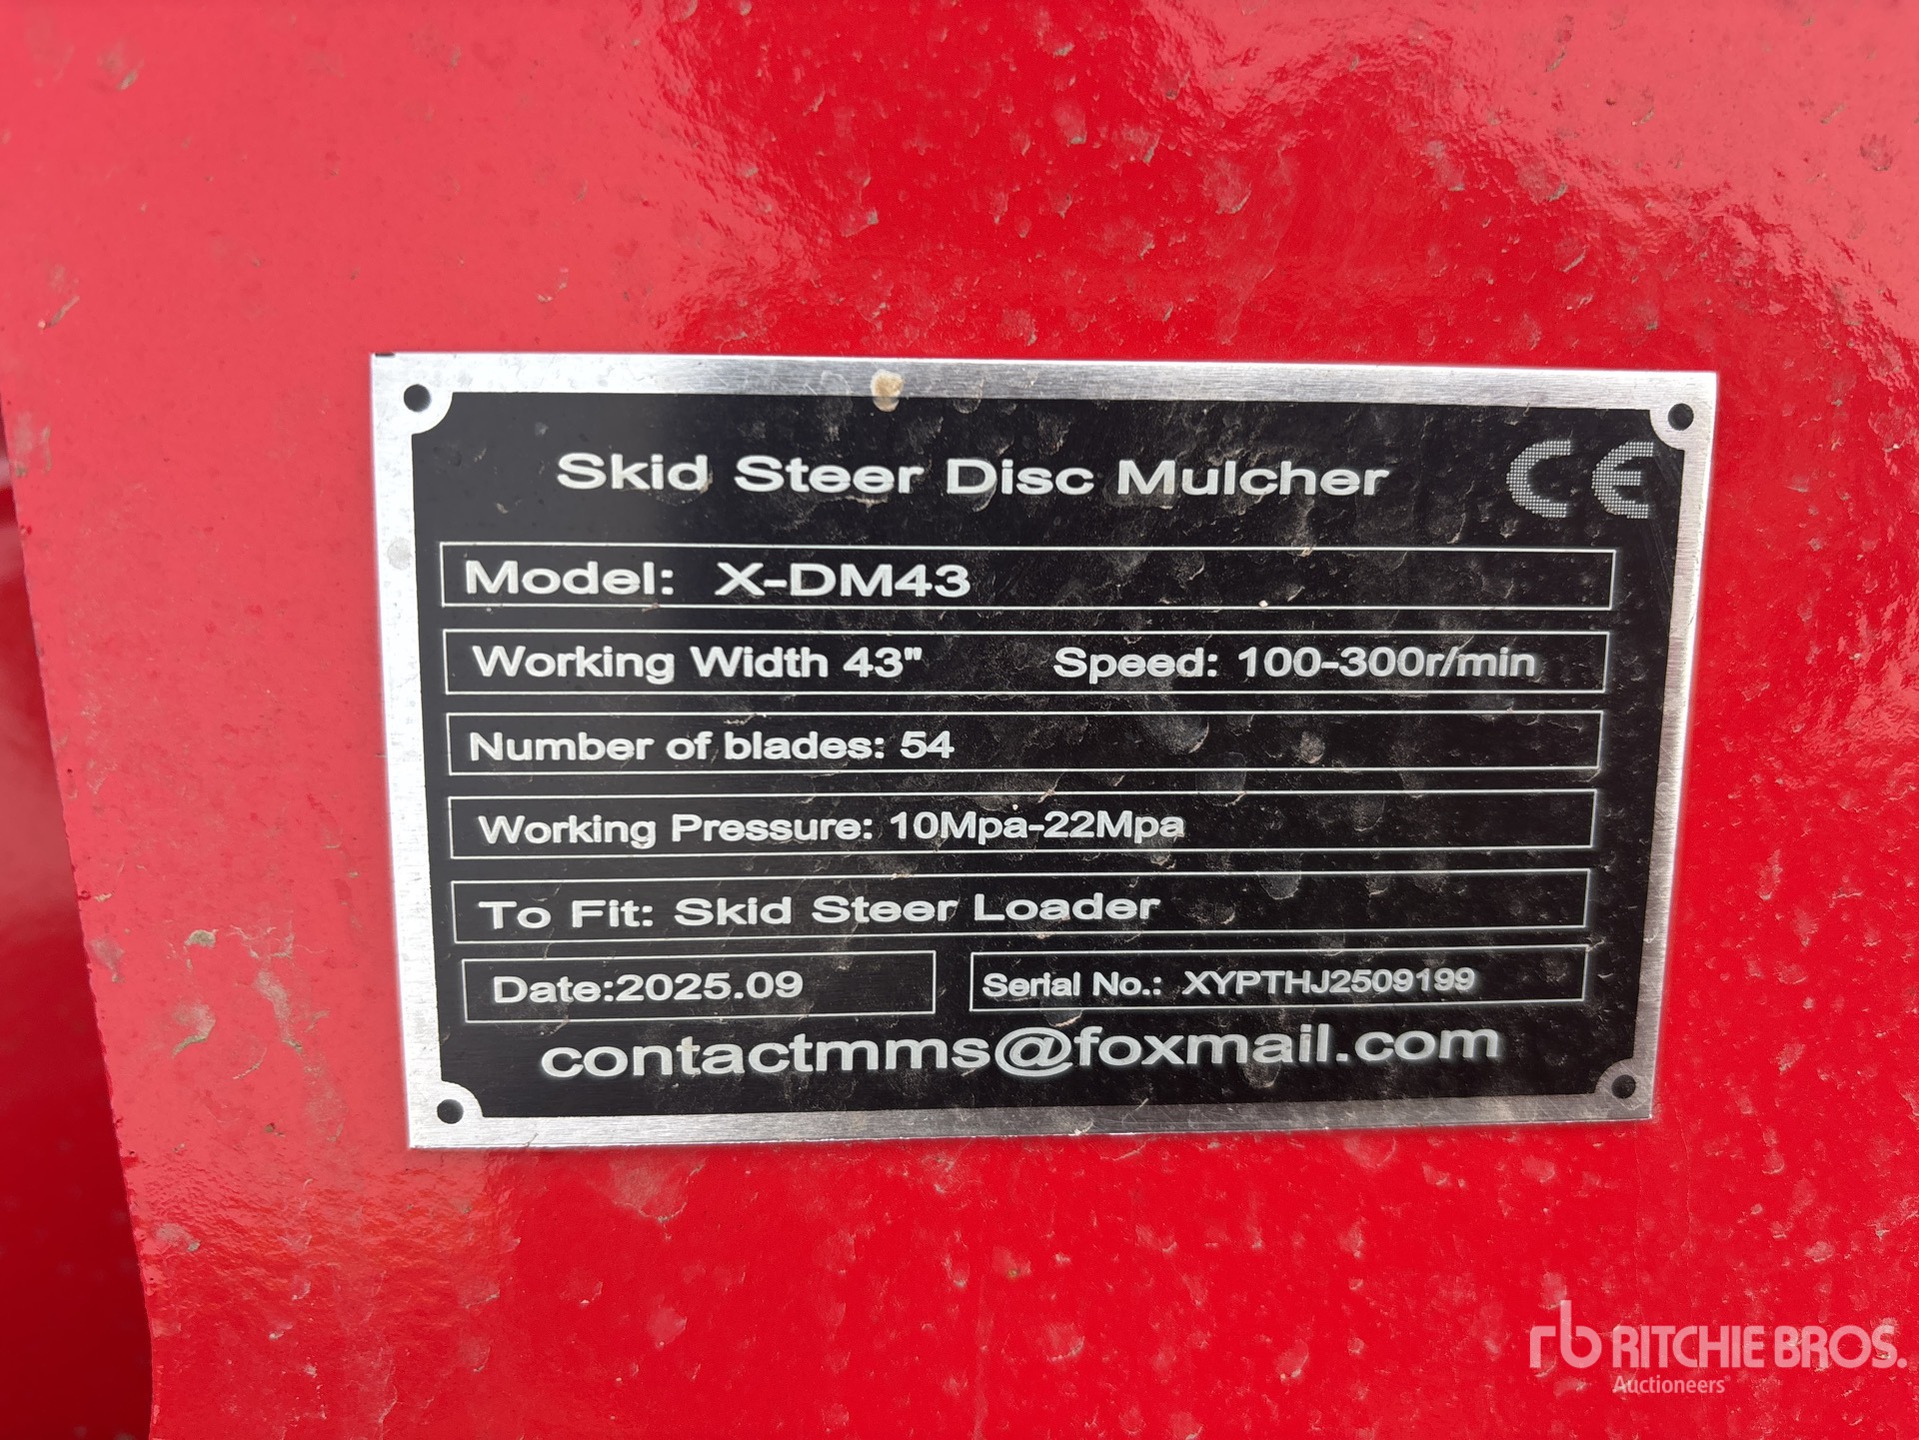 Skid Steer Disc Mulcher CE
Model: X-DM43
Working Width 43" Speed: 100-300r/min
Number of blades: 54
Working Pressure: 10Mpa-22Mpa
To Fit: Skid Steer Loader
Date:2025.09 Serial No.: XYPTHJ2509199
contactmms@foxmail.com
rb RITCHIE BROS.
Auctioneers